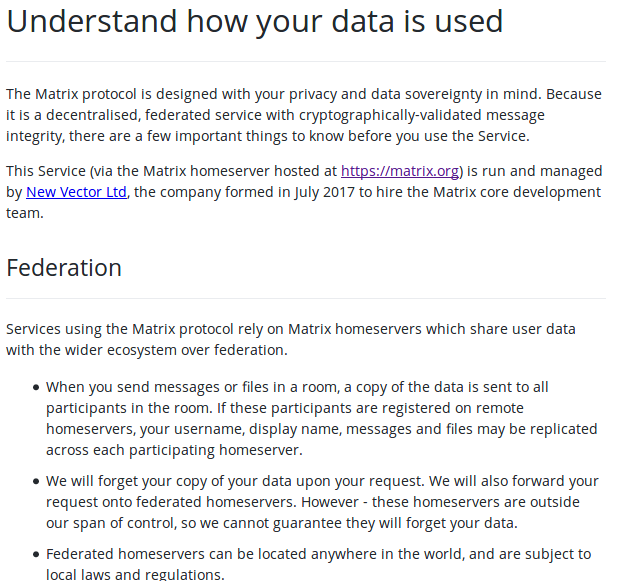 Understand how your data is used
The Matrix protocol is designed with your privacy and data sovereignty in mind. Because
it is a decentralised, federated service with cryptographically-validated message
integrity, there are a few important things to know before you use the Service.
This Service (via the Matrix homeserver hosted at https://matrix.org) is run and managed
by New Vector Ltd, the company formed in July 2017 to hire the Matrix core development
team.
Federation
Services using the Matrix protocol rely on Matrix homeservers which share user data
with the wider ecosystem over federation.
• When you send messages or files in a room, a copy of the data is sent to all
participants in the room. If these participants are registered on remote
homeservers, your username, display name, messages and files may be replicated
across each participating homeserver.
• We will forget your copy of your data upon your request. We will also forward your
request onto federated homeservers. However - these homeservers are outside
our span of control, so we cannot guarantee they will forget your data.
• Federated homeservers can be located anywhere in the world, and are subject to
local laws and regulations.